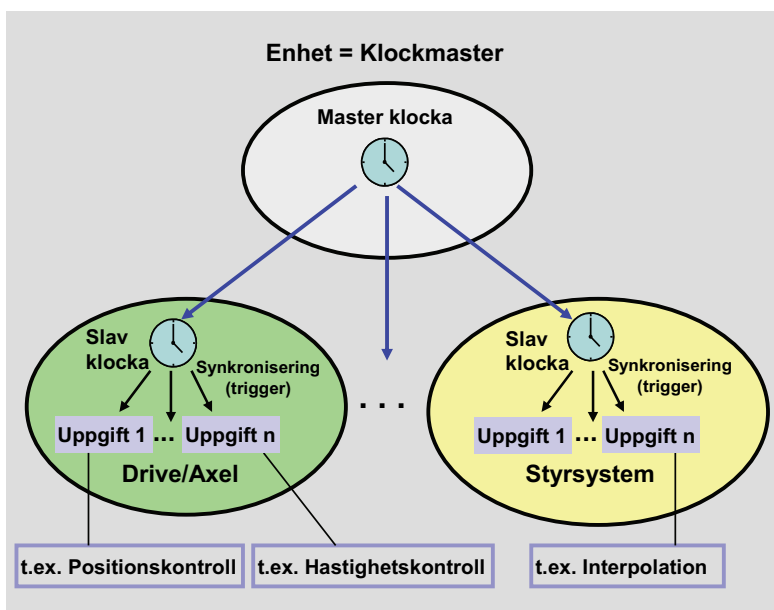 Enhet = Klockmaster
Master klocka
Slav
klocka
Synkronisering
(trigger)
Uppgift 1
...
Uppgift n
Drive/Axel
. . .
Slav
klocka
Synkronisering
(trigger)
Uppgift 1
...
Uppgift n
Styrsystem
t.ex. Positionskontroll
t.ex. Hastighetskontroll
t.ex. Interpolation